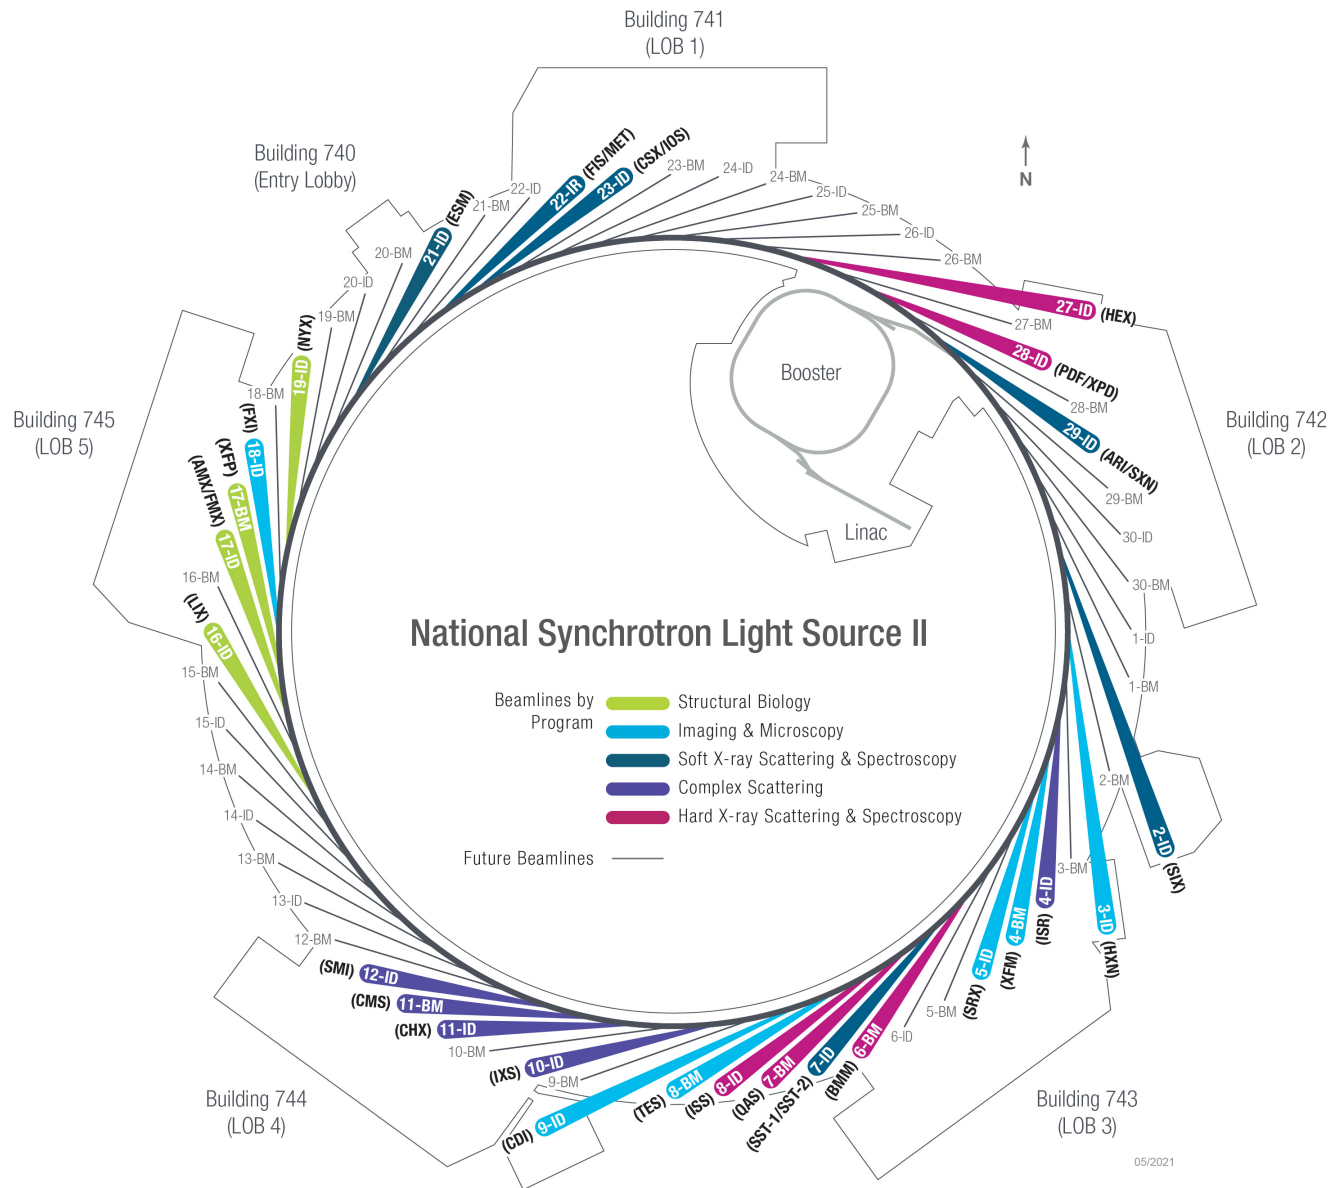 Building 741
(LOB 1)
Building 740
(Entry Lobby)
N
22-IR (FIS/MET)
23-ID (CSX/IOS)
23-BM
24-ID
24-BM
25-ID
25-BM
26-ID
26-BM
27-ID (HEX)
27-BM
28-ID (PDF/XPD)
28-BM
29-ID (ARI/SXN)
29-BM
30-ID
30-BM
1-ID
1-BM
2-ID (SIX)
2-BM
3-ID (HXN)
3-BM
4-ID (ISR)
4-BM (XFM)
5-ID (SRX)
5-BM
6-ID
6-BM (BMM)
7-ID (SST-1/SST-2)
7-BM (QAS)
8-ID (ISS)
8-BM (TES)
9-ID (CDI)
9-BM
10-ID (IXS)
10-BM
11-ID (CHX)
11-BM (CMS)
12-ID (SMI)
12-BM
13-ID
13-BM
14-ID
14-BM
15-ID
15-BM
16-ID (LIX)
16-BM
17-ID (AMX/FMX)
17-BM (XFP)
18-ID (FXI)
18-BM
19-ID (NYX)
19-BM
20-ID
20-BM
21-ID (ESM)
21-BM
22-ID
Building 742
(LOB 2)
Building 745
(LOB 5)
Booster
Linac
National Synchrotron Light Source II
Beamlines by
Program
Structural Biology
Imaging & Microscopy
Soft X-ray Scattering & Spectroscopy
Complex Scattering
Hard X-ray Scattering & Spectroscopy
Future Beamlines
Building 744
(LOB 4)
Building 743
(LOB 3)
05/2021